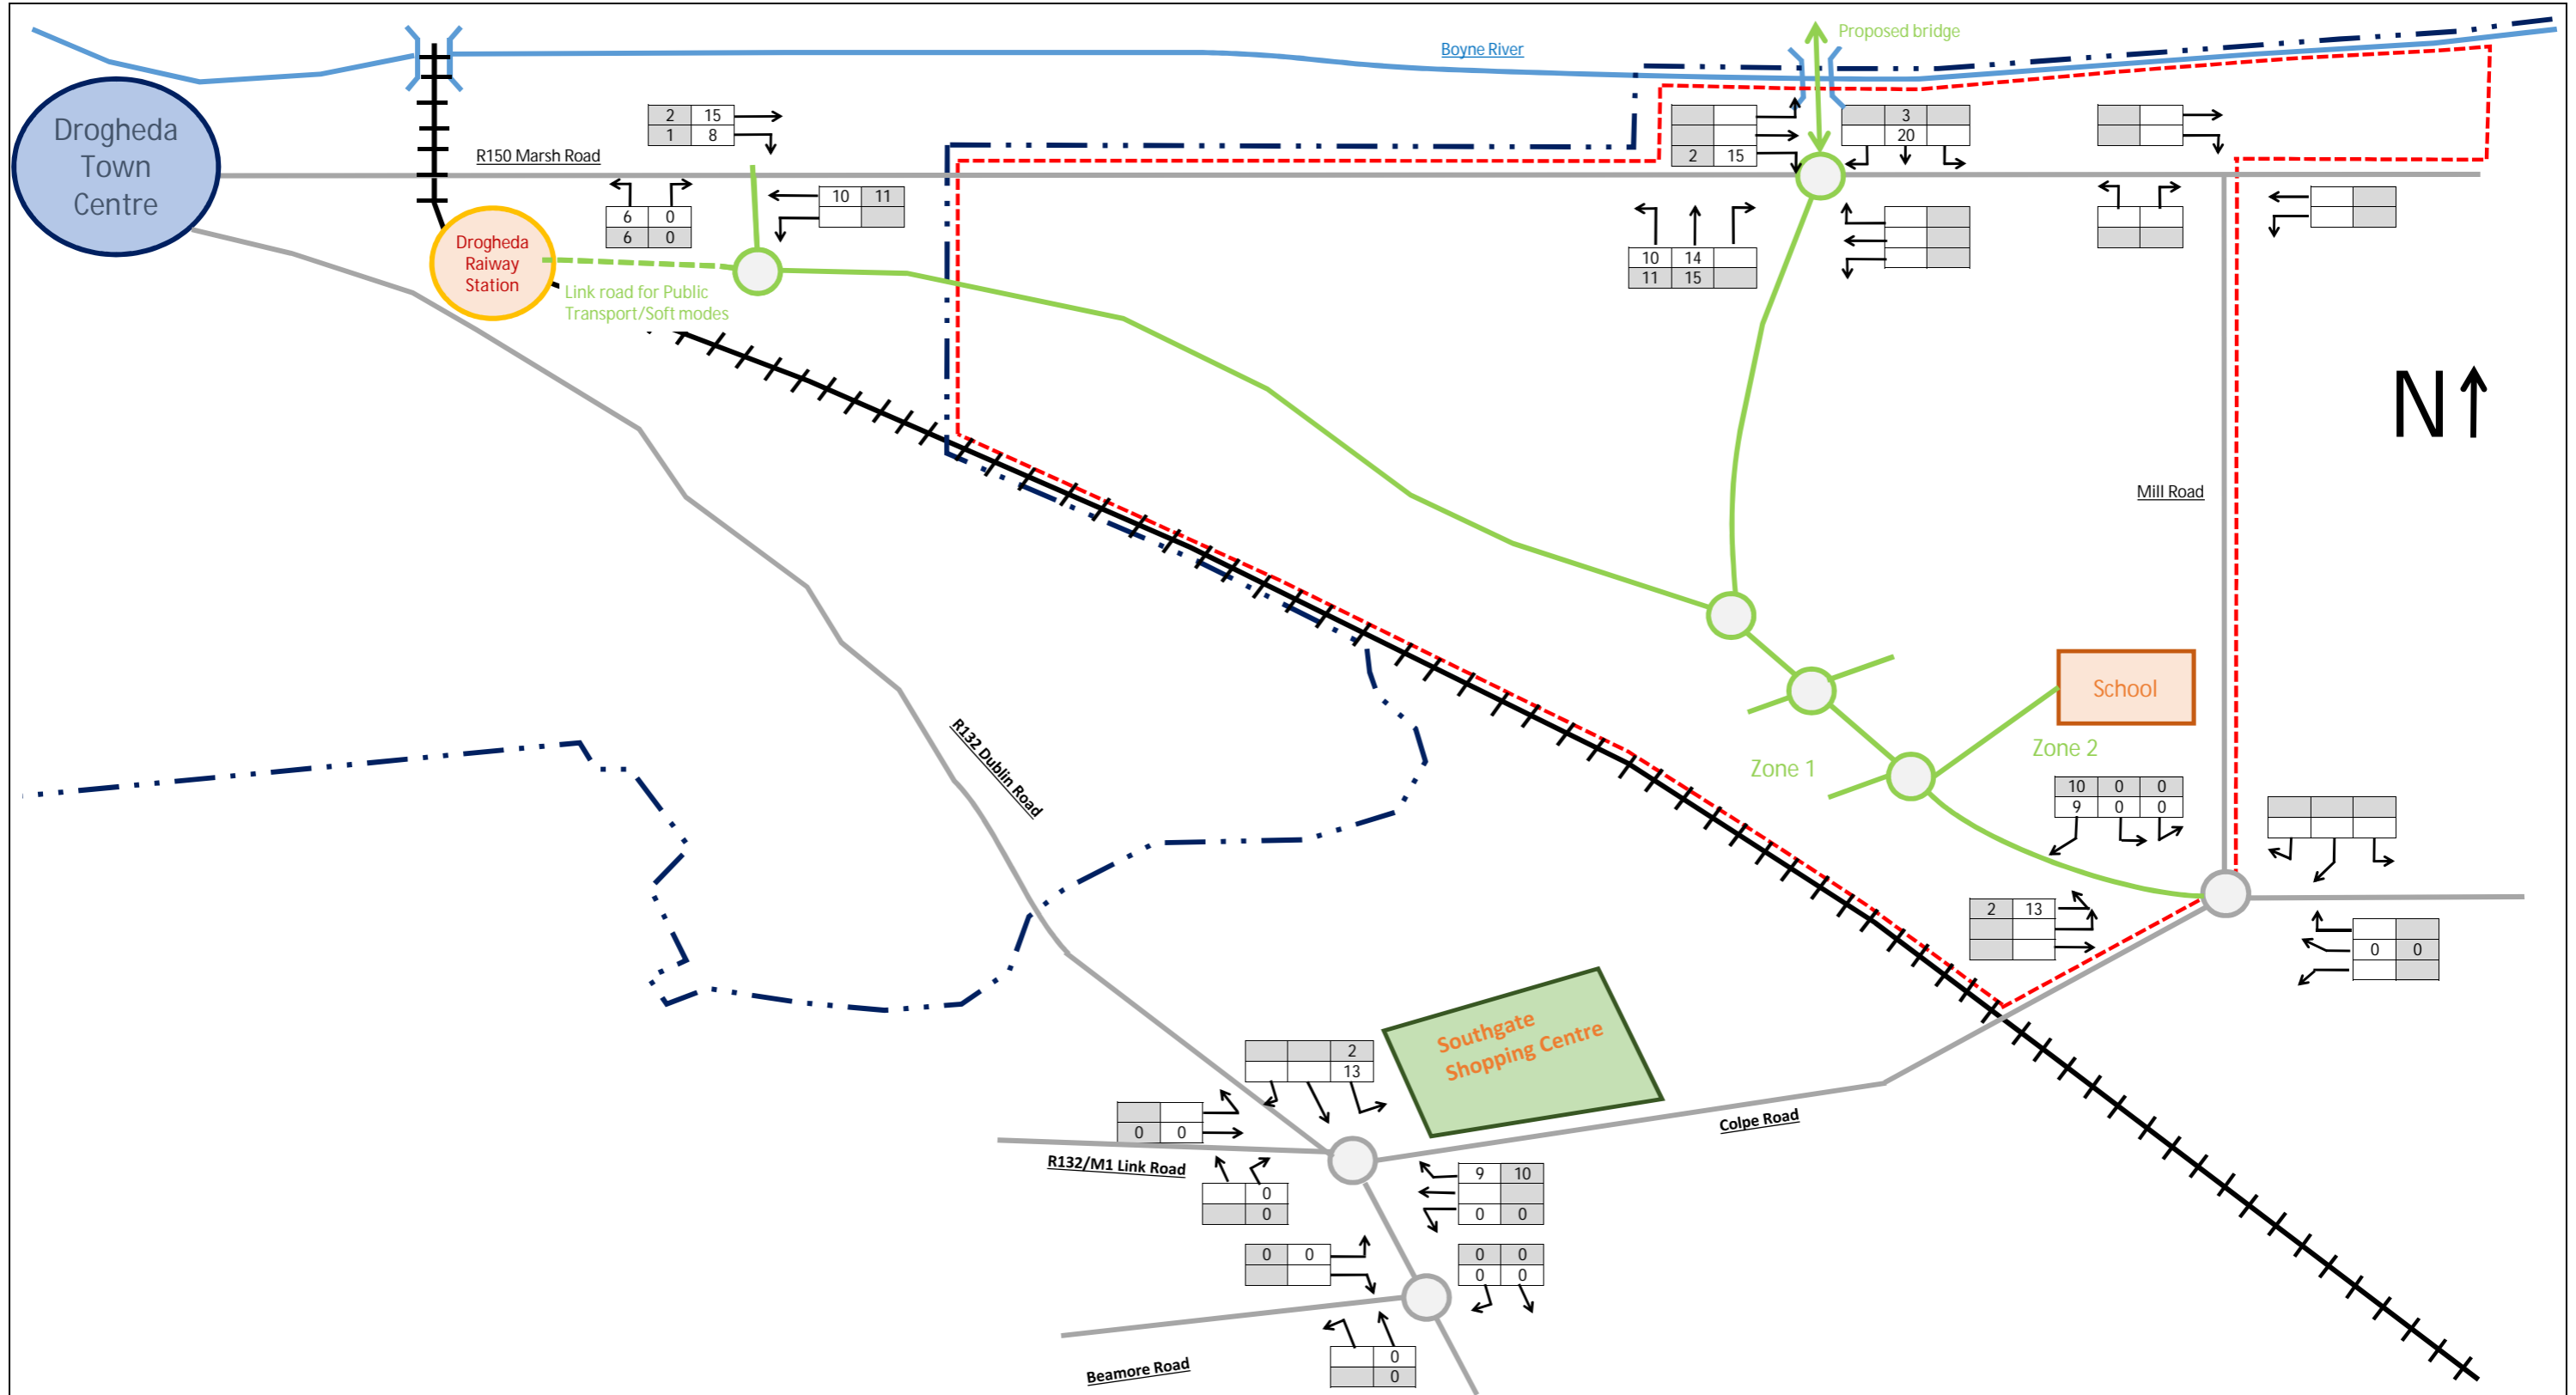 Proposed bridge
Boyne River
Drogheda
Town
Centre
2 15
1 8
3
20
2 15
R150 Marsh Road
10 11
6 0
6 0
Drogheda
Raiway
Station
10 14
11 15
Link road for Public
Transport/Soft modes
N
Mill Road
School
Zone 2
Zone 1
R132 Dublin Road
10 0 0
9 0 0
2 13
0 0
Southgate
Shopping Centre
2
13
0 0
Colpe Road
R132/M1 Link Road
9 10
0 0
0
0
0 0
0 0
0 0
0
0
Beamore Road